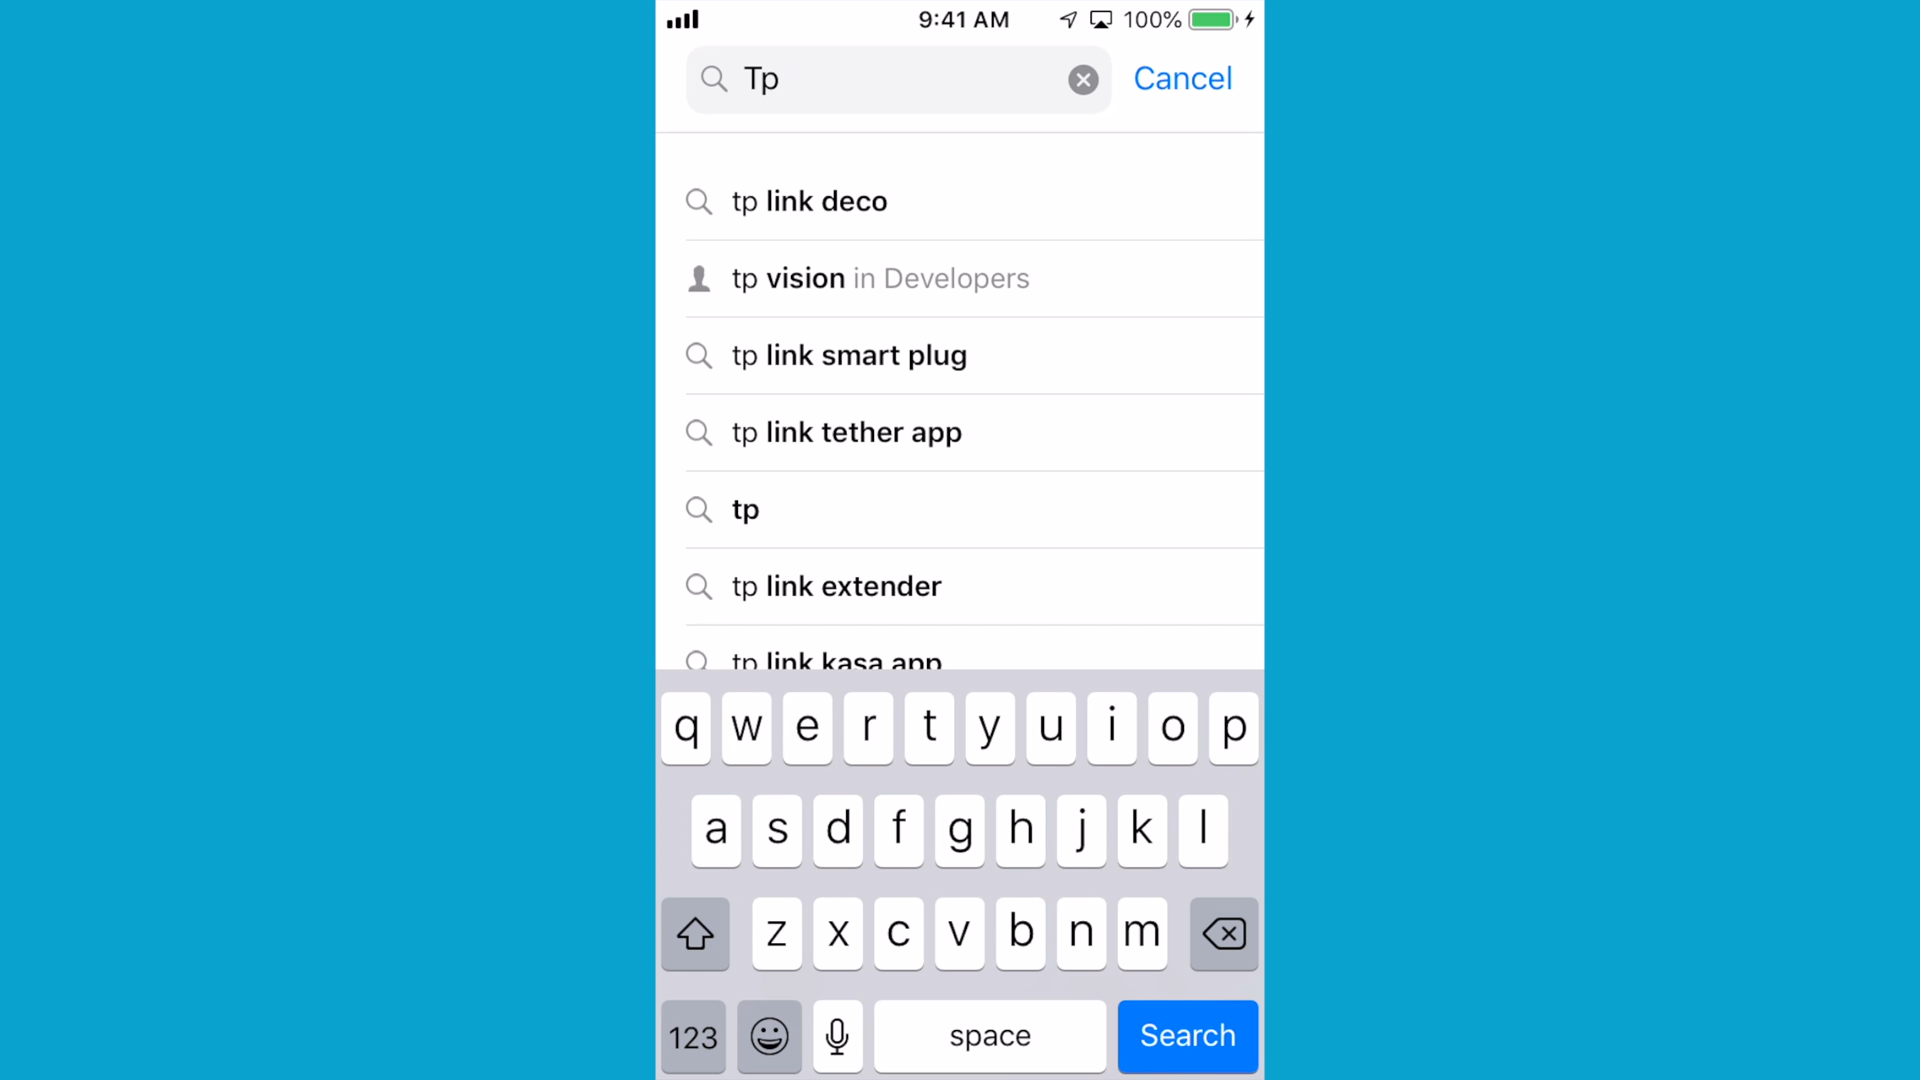 9:41 AM 100%
Tp Cancel
tp link deco
tp vision in Developers
tp link smart plug
tp link tether app
tp
tp link extender
tp link kasa app
q w e r t y u i o p
a s d f g h j k l
z x c v b n m
123 space Search